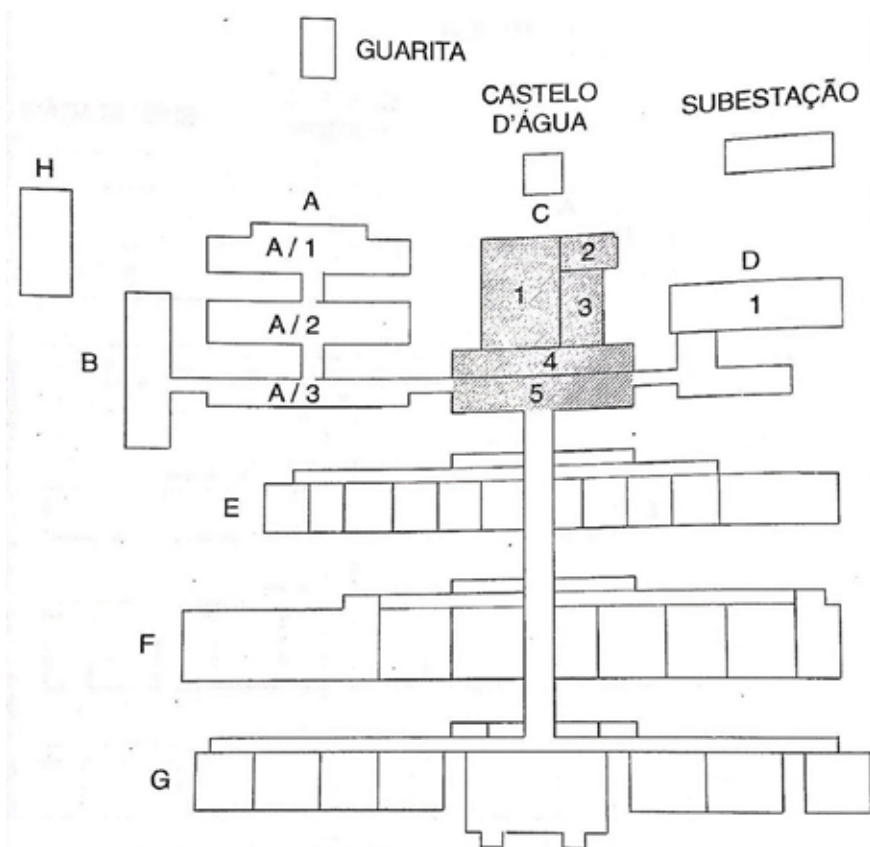 GUARITA
CASTELO
D'ÁGUA
SUBESTAÇÃO
H
A
C
A / 1
2
D
1
3
1
A / 2
B
4
A / 3
5
E
F
G